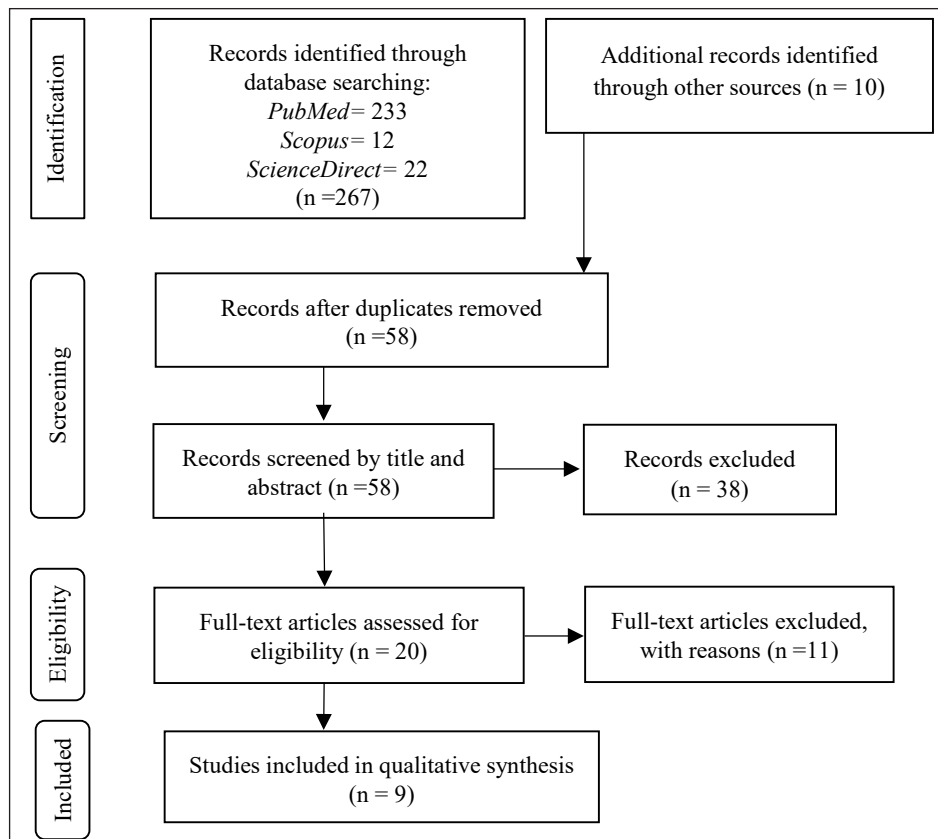 Identification
Records identified through
database searching:
PubMed= 233
Scopus= 12
ScienceDirect= 22
(n =267)
Additional records identified
through other sources (n = 10)
Screening
Records after duplicates removed
(n =58)
Records screened by title and
abstract (n =58)
Records excluded
(n = 38)
Eligibility
Full-text articles assessed for
eligibility (n = 20)
Full-text articles excluded,
with reasons (n =11)
Included
Studies included in qualitative synthesis
(n = 9)